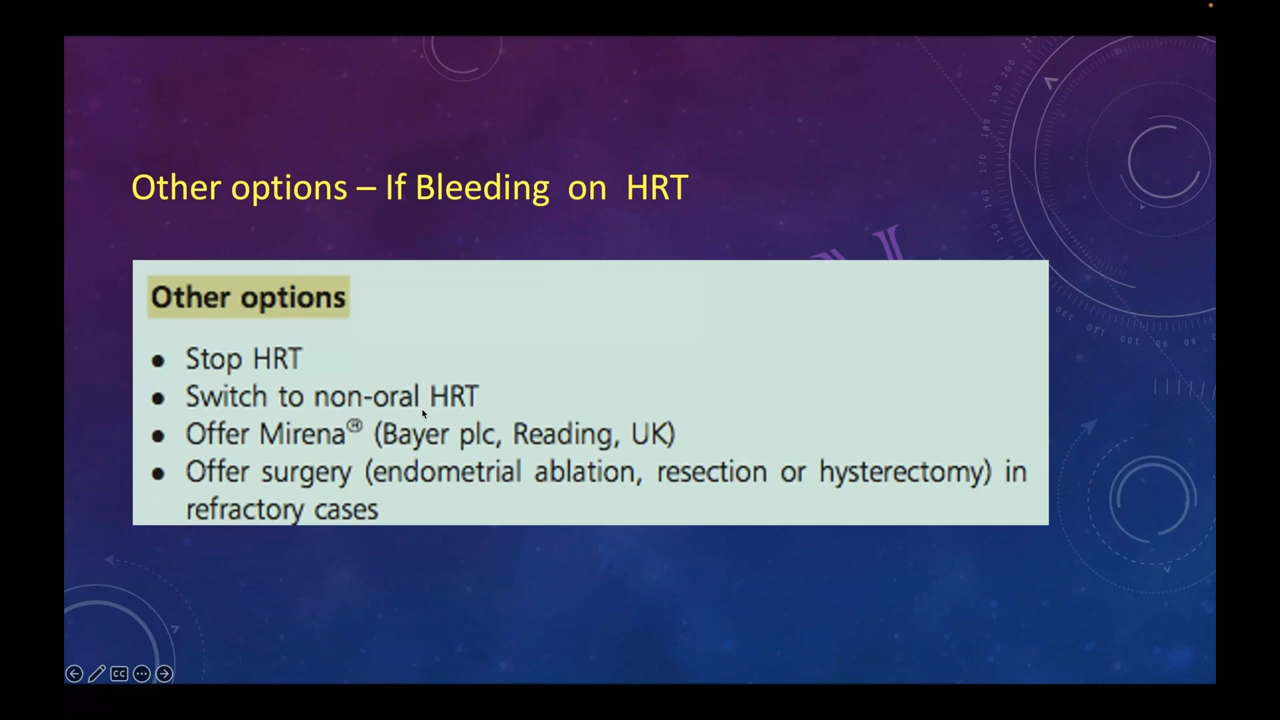 Other options – If Bleeding on HRT
Other options
● Stop HRT
● Switch to non-oral HRT
● Offer Mirena® (Bayer plc, Reading, UK)
● Offer surgery (endometrial ablation, resection or hysterectomy) in
refractory cases
CC